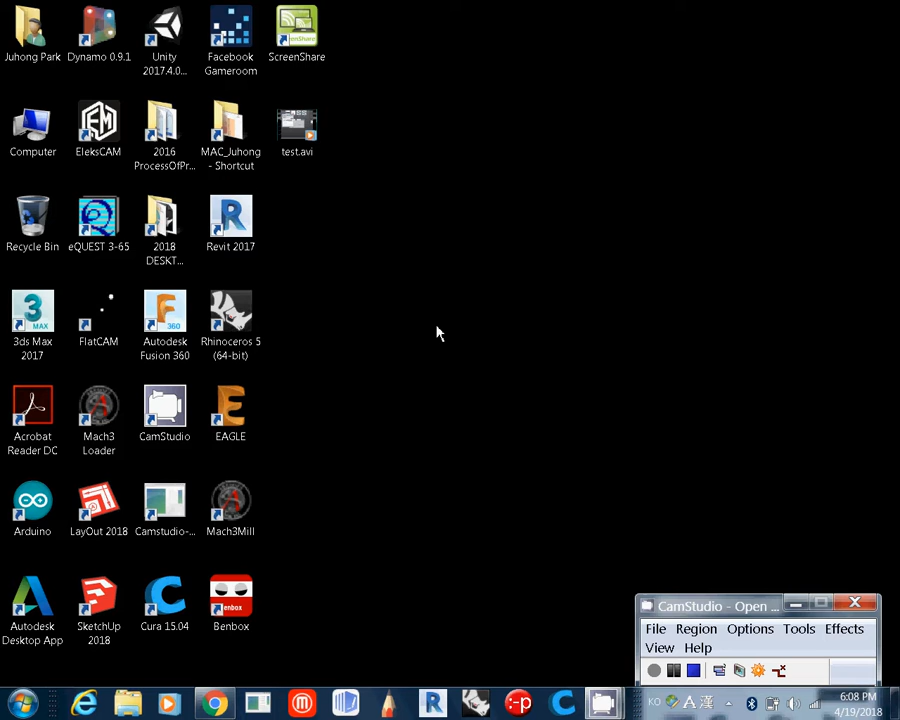 Juhong Park
Dynamo 0.9.1
Unity
2017.4.0...
Facebook
Gameroom
ScreenShare
Computer
EleksCAM
2016
ProcessOfPr...
MAC_Juhong
- Shortcut
test.avi
Recycle Bin
eQUEST 3-65
2018
DESKT...
Revit 2017
3ds Max
2017
FlatCAM
Autodesk
Fusion 360
Rhinoceros 5
(64-bit)
Acrobat
Reader DC
Mach3
Loader
CamStudio
EAGLE
Arduino
LayOut 2018
Camstudio-...
Mach3Mill
Autodesk
Desktop App
SketchUp
2018
Cura 15.04
Benbox
CamStudio - Open ...
File Region Options Tools Effects
View Help
KO A 漢
6:08 PM
4/19/2018